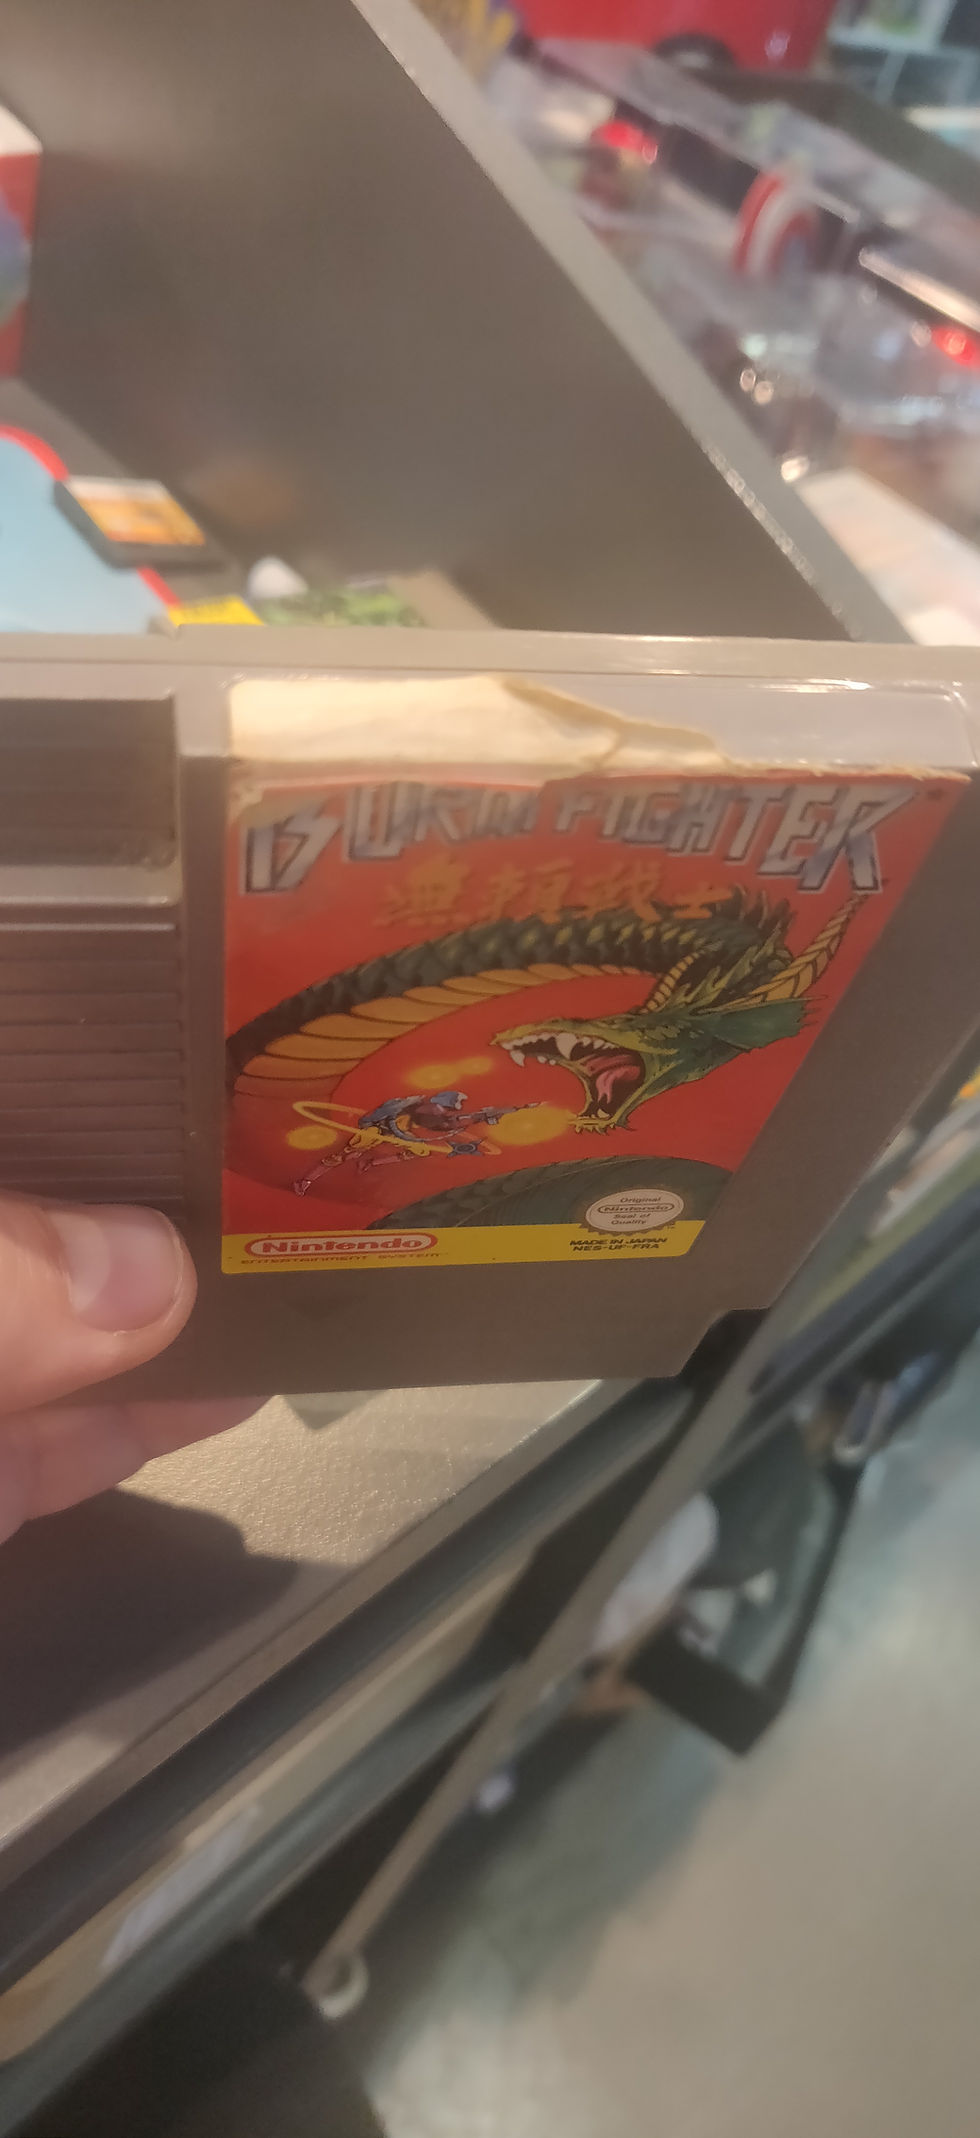 BURAI FIGHTER™
無頼戦士
Original
Nintendo
Seal of
Quality
Nintendo
ENTERTAINMENT SYSTEM
MADE IN JAPAN
NES-UF-FRA